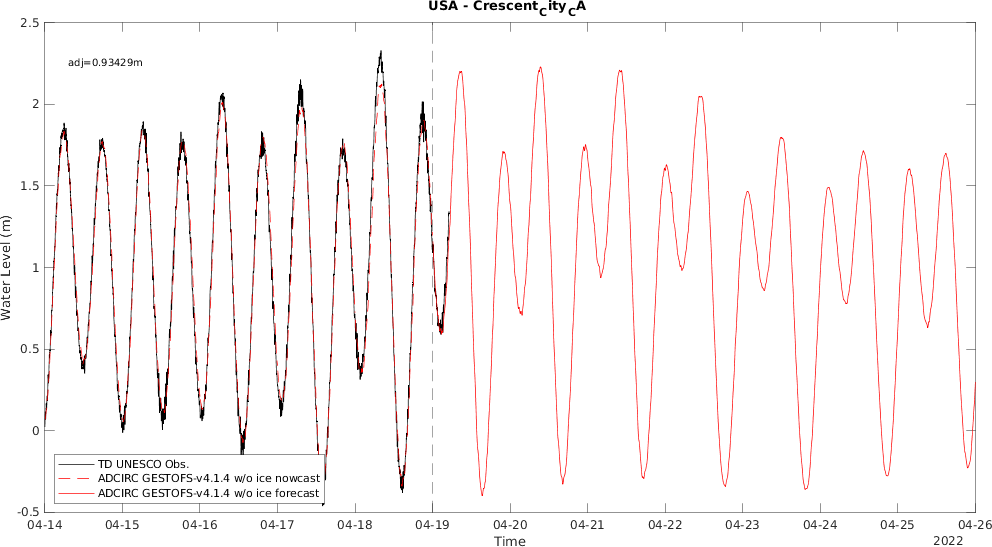 USA - Crescent_City_CA
adj=0.93429m
2.5
2
1.5
1
0.5
0
-0.5
Water Level (m)
TD UNESCO Obs.
ADCIRC GESTOFS-v4.1.4 w/o ice nowcast
ADCIRC GESTOFS-v4.1.4 w/o ice forecast
04-14 04-15 04-16 04-17 04-18 04-19 04-20 04-21 04-22 04-23 04-24 04-25 04-26
Time
2022